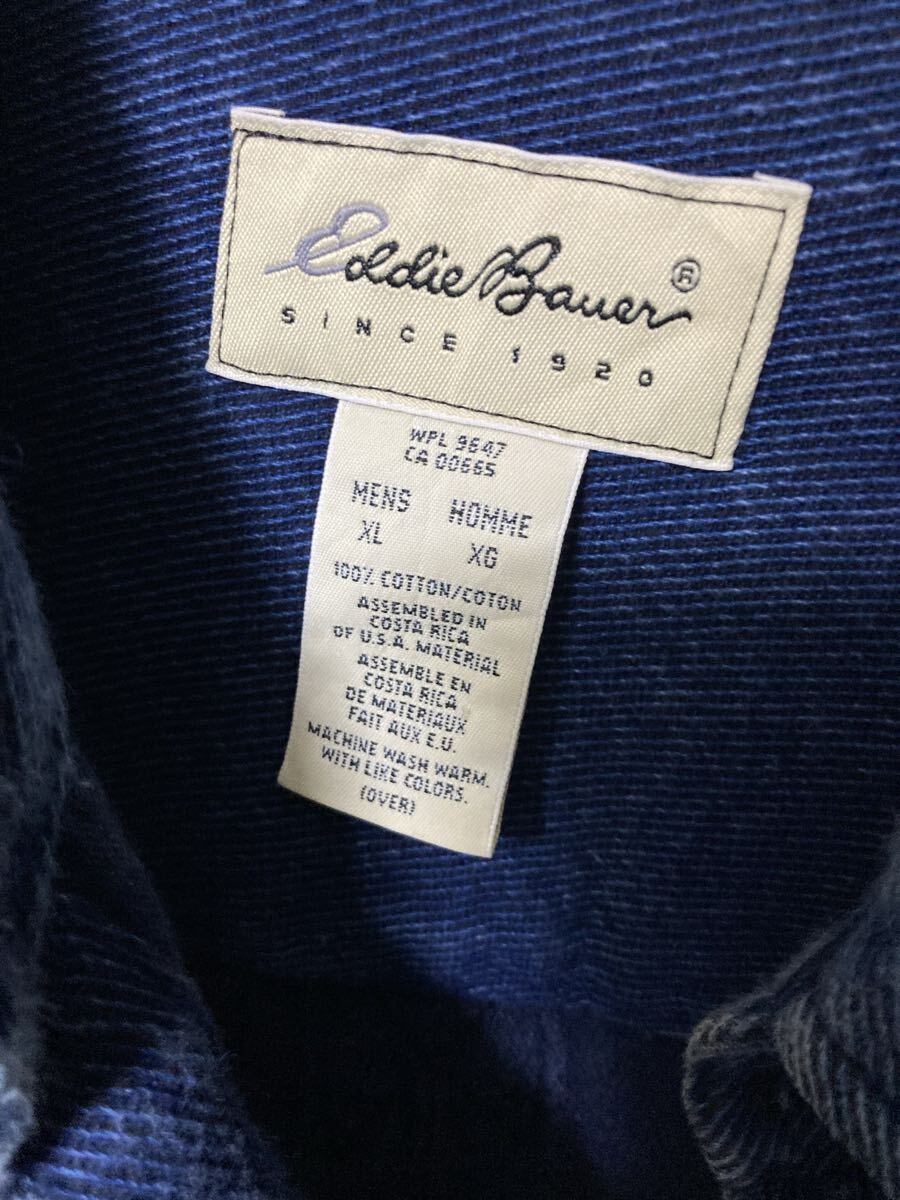 Eddie Bauer ®
SINCE 1920
WPL 9647
CA 00665
MENS HOMME
XL XG
100% COTTON/COTON
ASSEMBLED IN
COSTA RICA
OF U.S.A. MATERIAL
ASSEMBLE EN
COSTA RICA
DE MATERIAUX
FAIT AUX E.U.
MACHINE WASH WARM.
WITH LIKE COLORS.
(OVER)